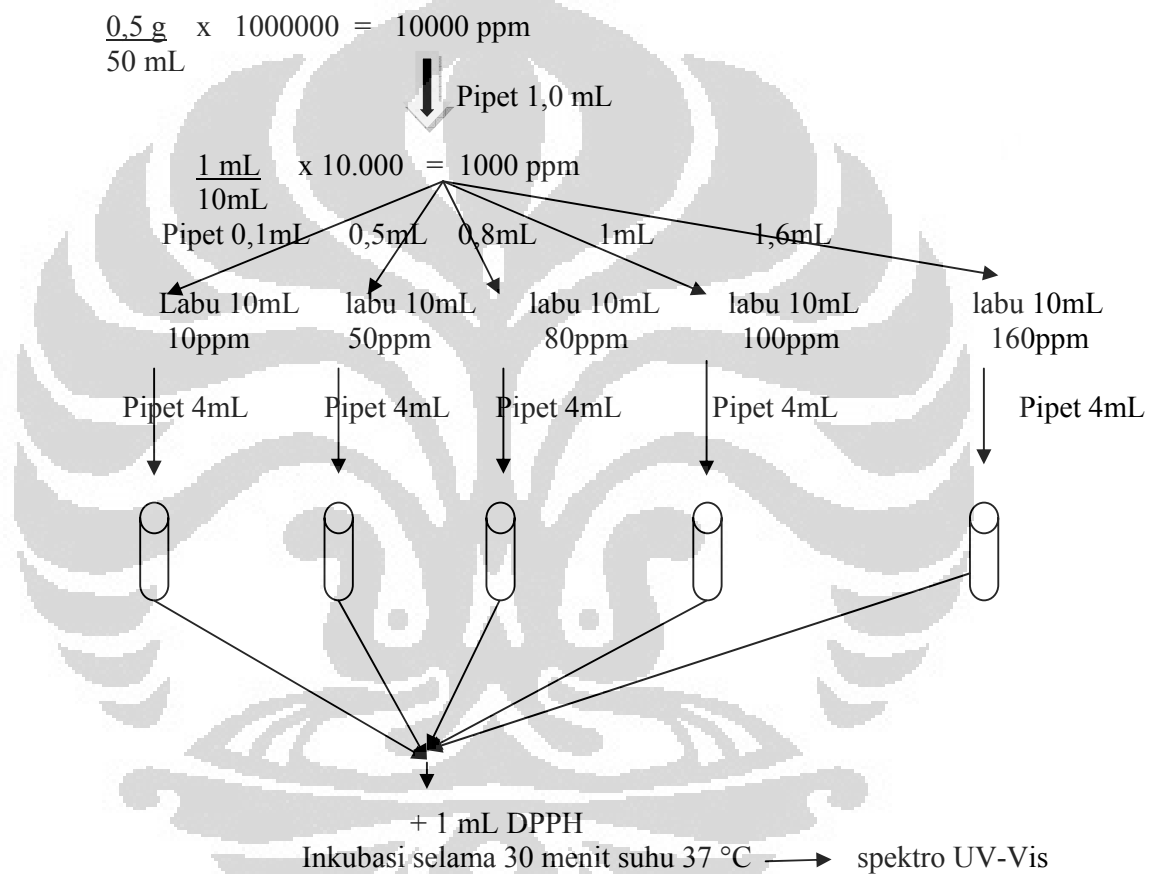 0,5 g x 1000000 = 10000 ppm
50 mL
Pipet 1,0 mL
1 mL x 10.000 = 1000 ppm
10mL
Pipet 0,1mL 0,5mL 0,8mL 1mL 1,6mL
Labu 10mL labu 10mL labu 10mL labu 10mL labu 10mL
10ppm 50ppm 80ppm 100ppm 160ppm
Pipet 4mL Pipet 4mL Pipet 4mL Pipet 4mL Pipet 4mL
+ 1 mL DPPH
Inkubasi selama 30 menit suhu 37 °C spektro UV-Vis